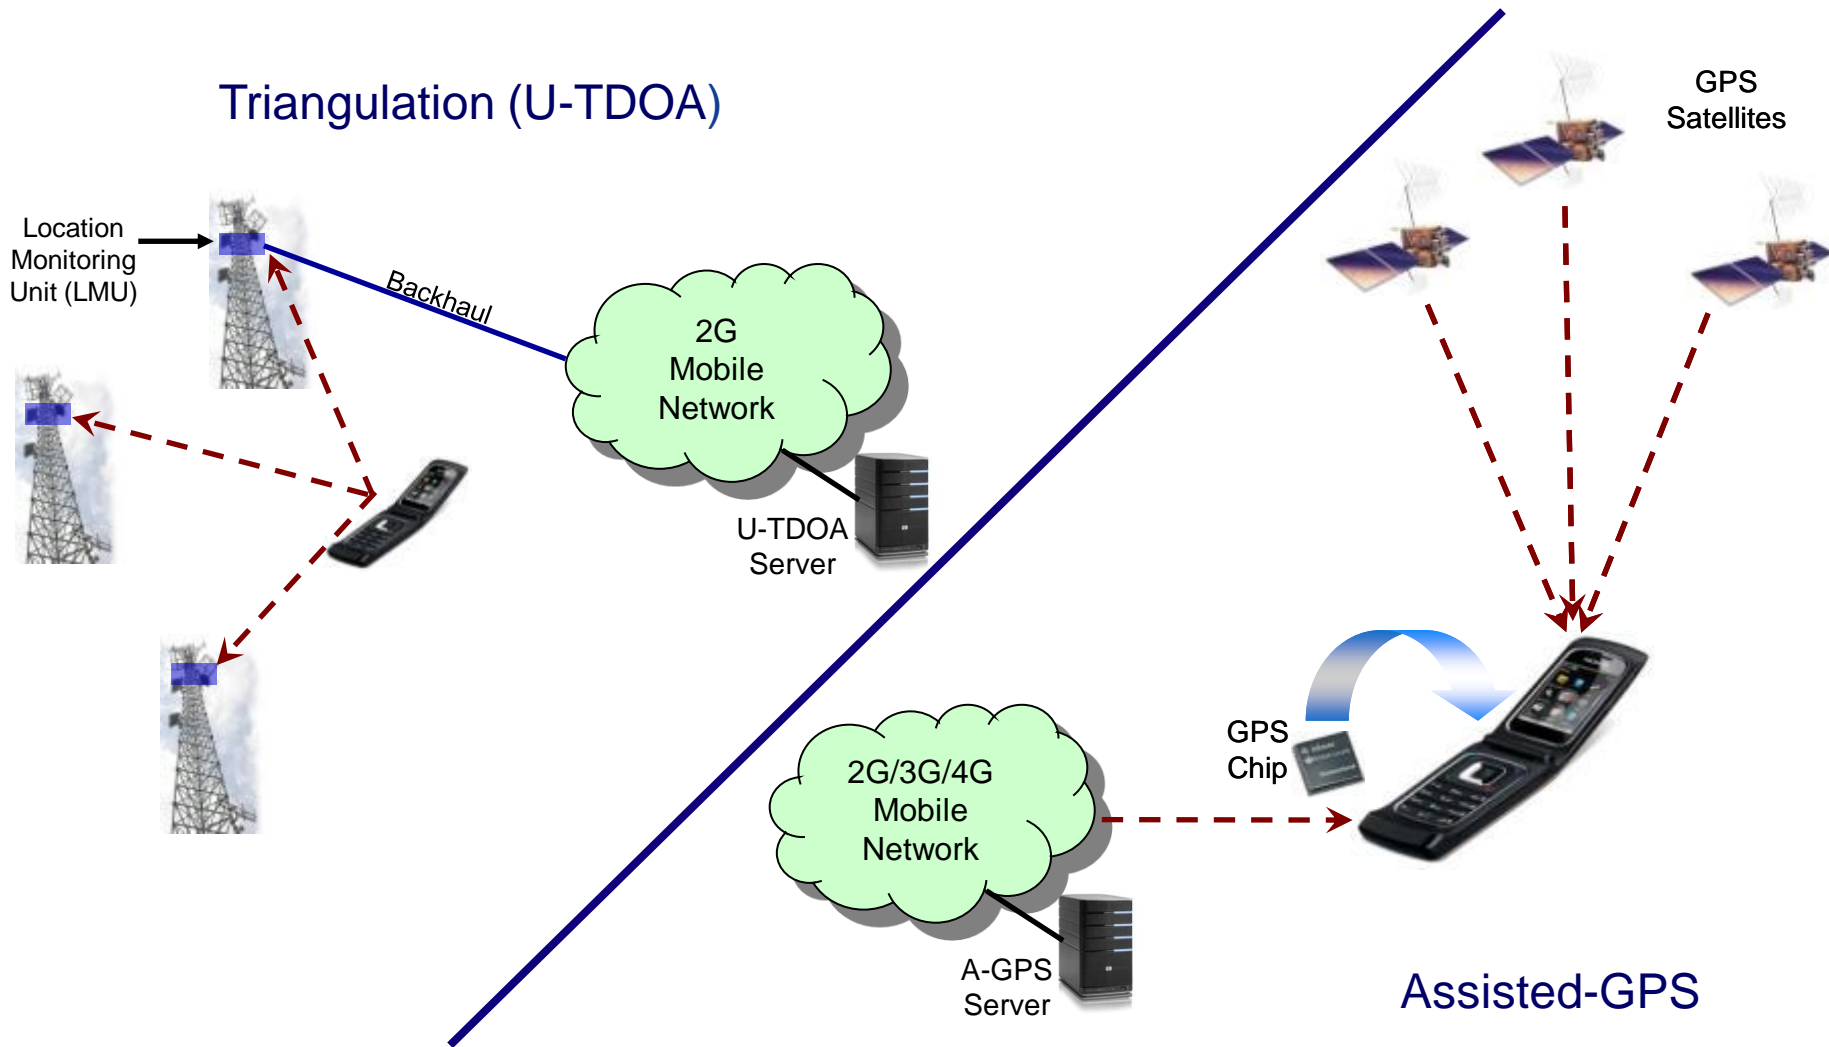 Triangulation (U-TDOA)
GPS
Satellites
Location
Monitoring
Unit (LMU)
Backhaul
2G
Mobile
Network
U-TDOA
Server
GPS
Chip
2G/3G/4G
Mobile
Network
A-GPS
Server
Assisted-GPS